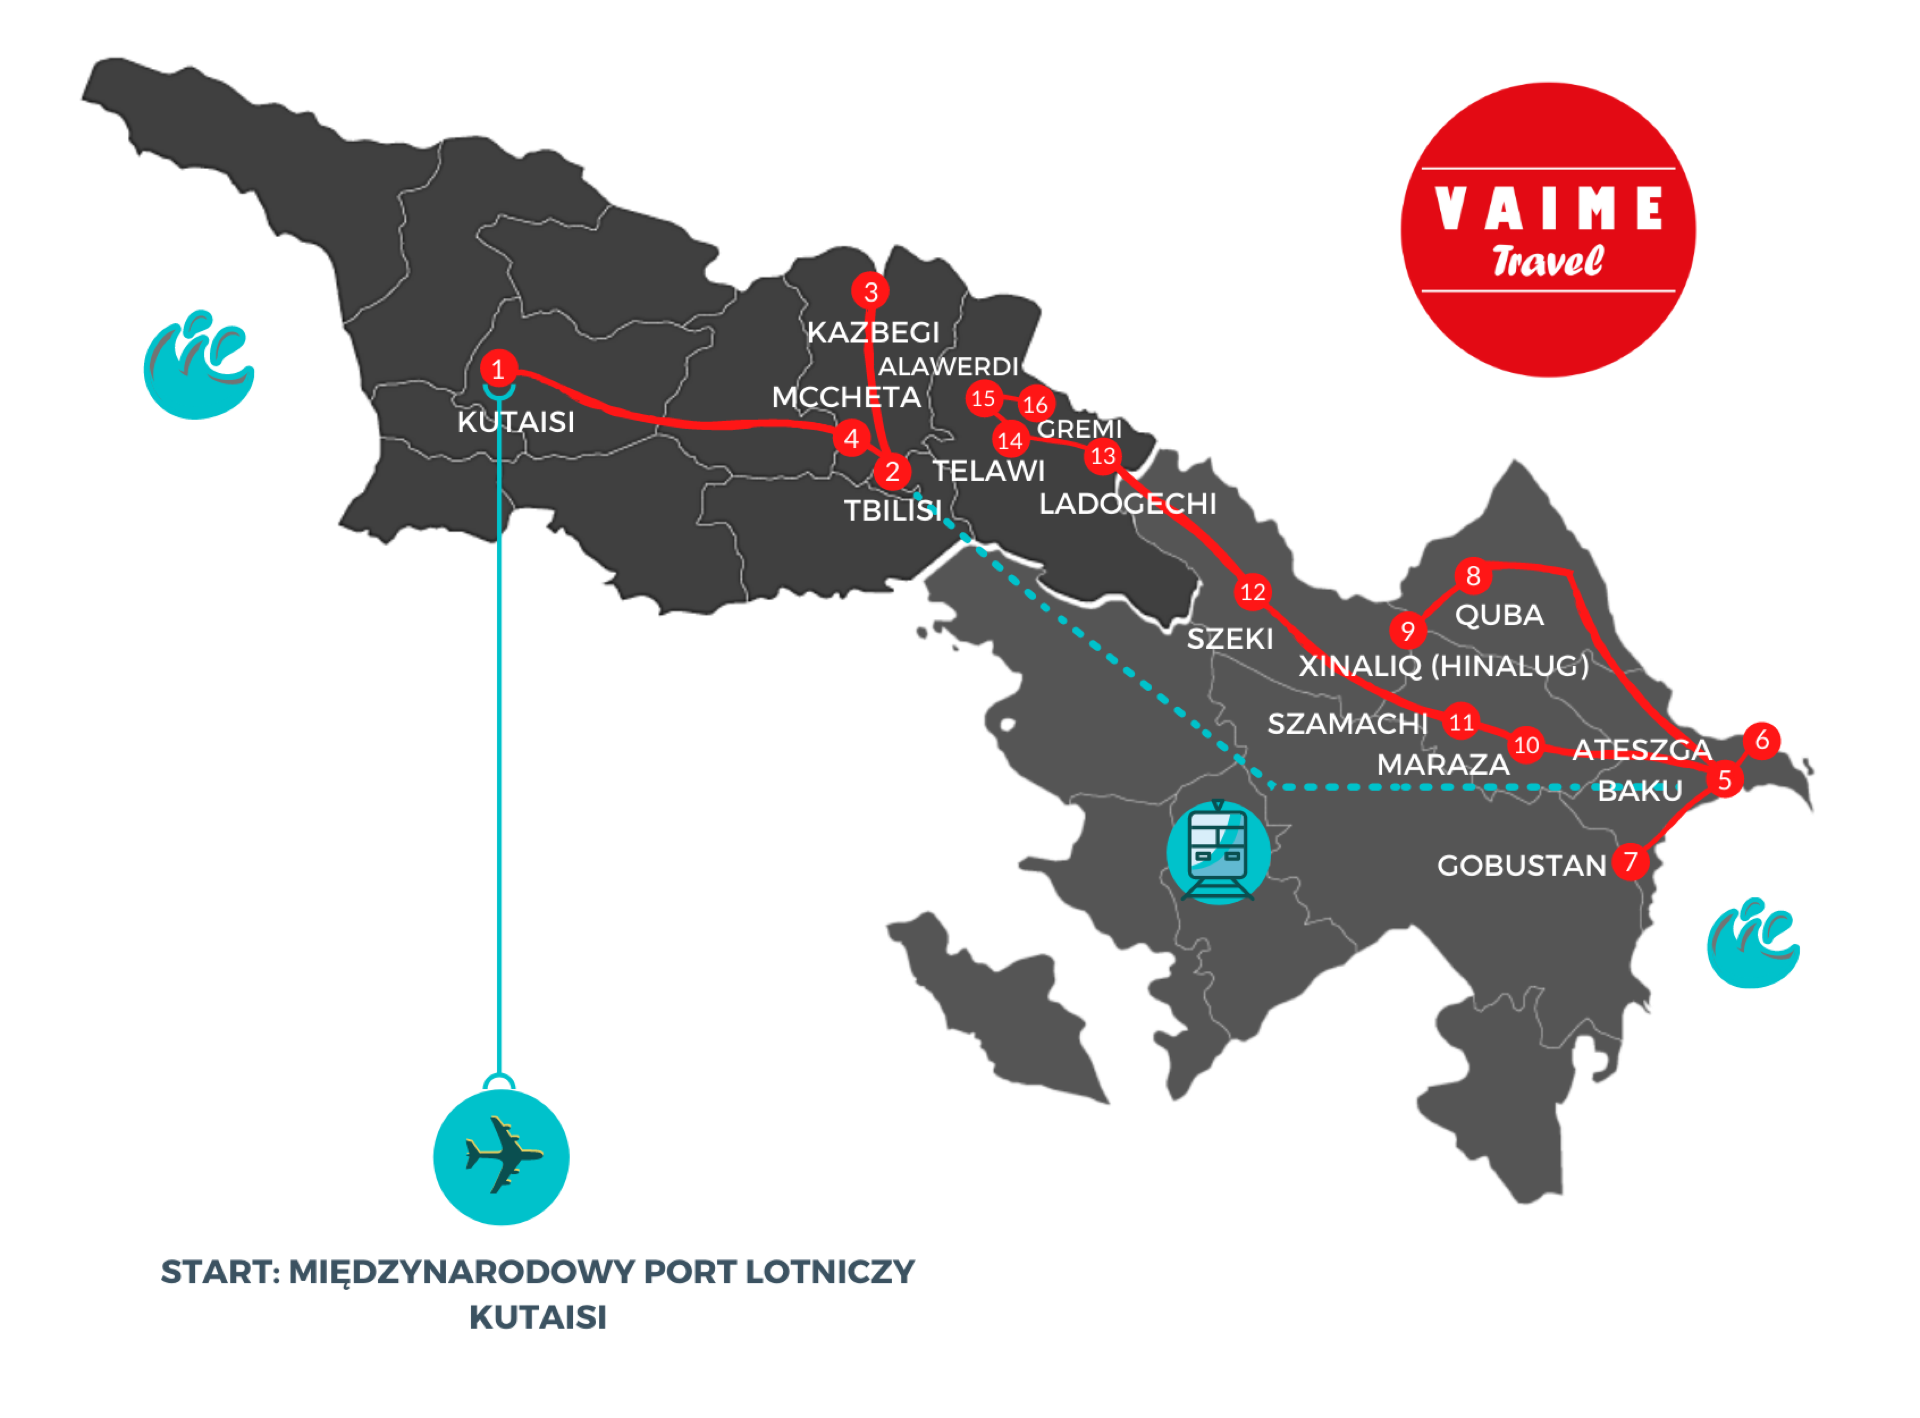 VAIME
Travel
3
KAZBEGI
ALAWERDI
1
MCCHETA
15
16
KUTAISI
GREMI
4
14
13
2
TELAWI
TBILISI
LADOGECHI
8
12
QUBA
9
SZEKI
XINALIQ (HINALUG)
SZAMACHI
11
10
ATESZGA
6
MARAZA
5
BAKU
GOBUSTAN
7
START: MIĘDZYNARODOWY PORT LOTNICZY
KUTAISI